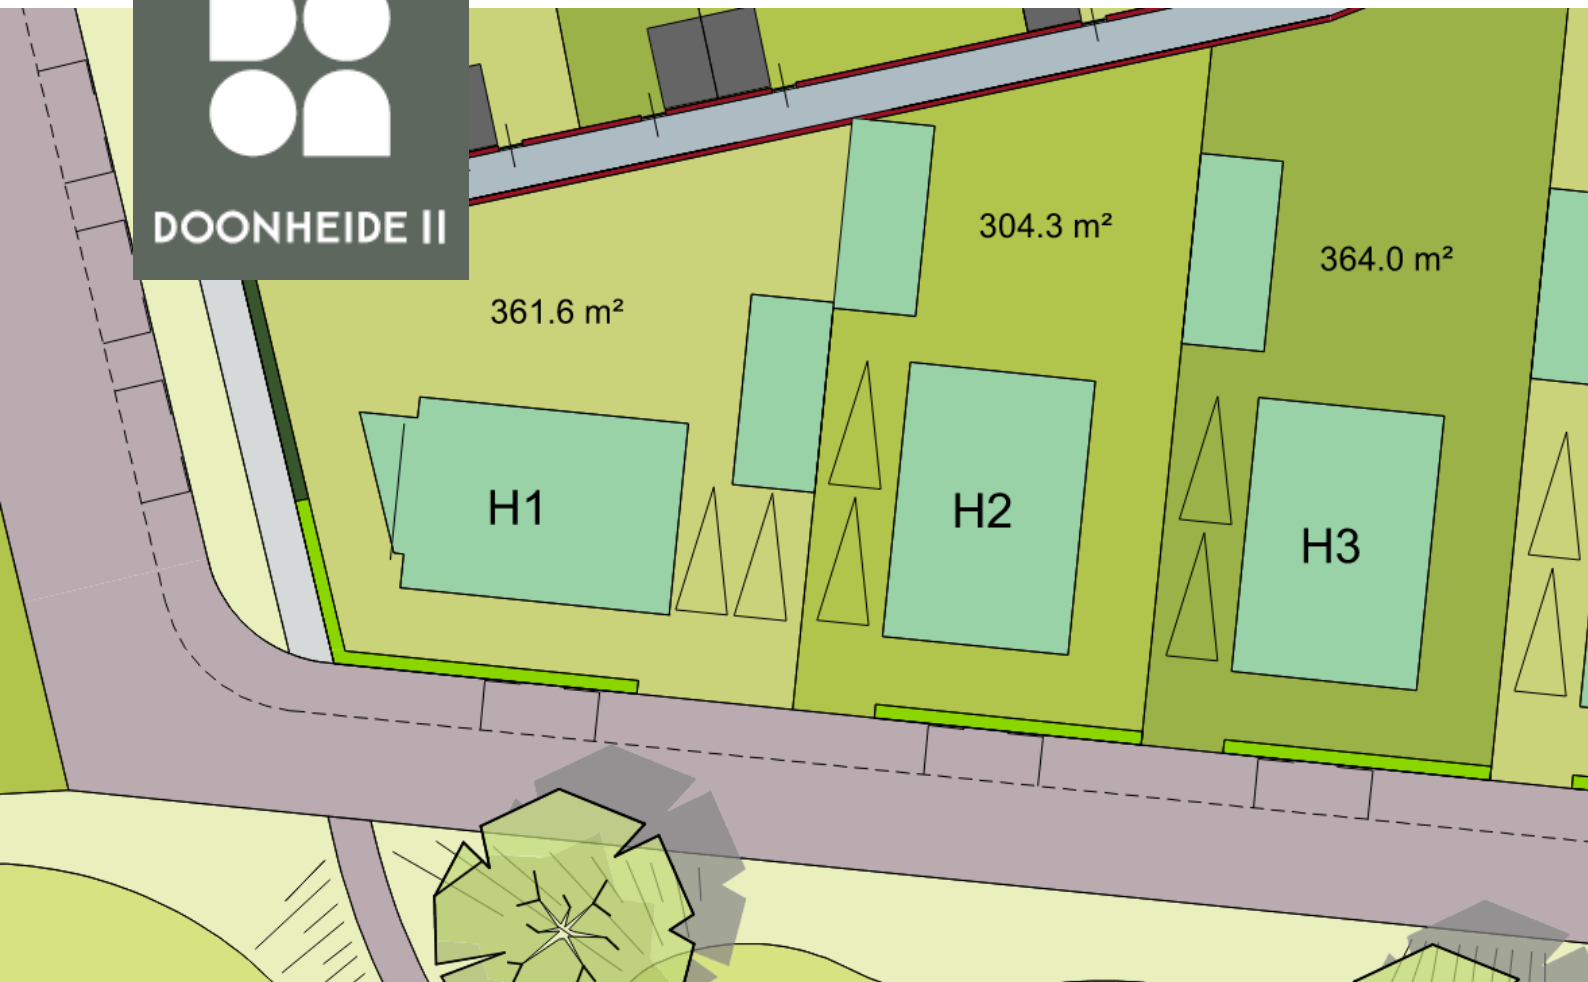 DOONHEIDE II
304.3 m²
364.0 m²
361.6 m²
H1
H2
H3